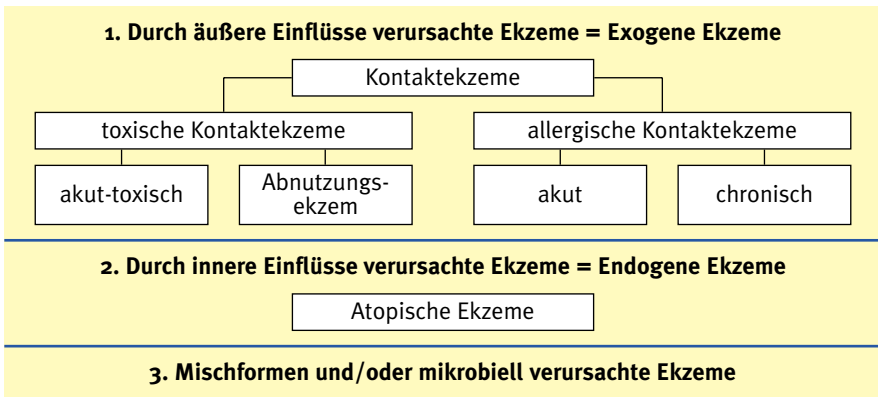 1. Durch äußere Einflüsse verursachte Ekzeme = Exogene Ekzeme
Kontaktekzeme
toxische Kontaktekzeme
allergische Kontaktekzeme
akut-toxisch
Abnutzungs-
ekzem
akut
chronisch
2. Durch innere Einflüsse verursachte Ekzeme = Endogene Ekzeme
Atopische Ekzeme
3. Mischformen und/oder mikrobiell verursachte Ekzeme